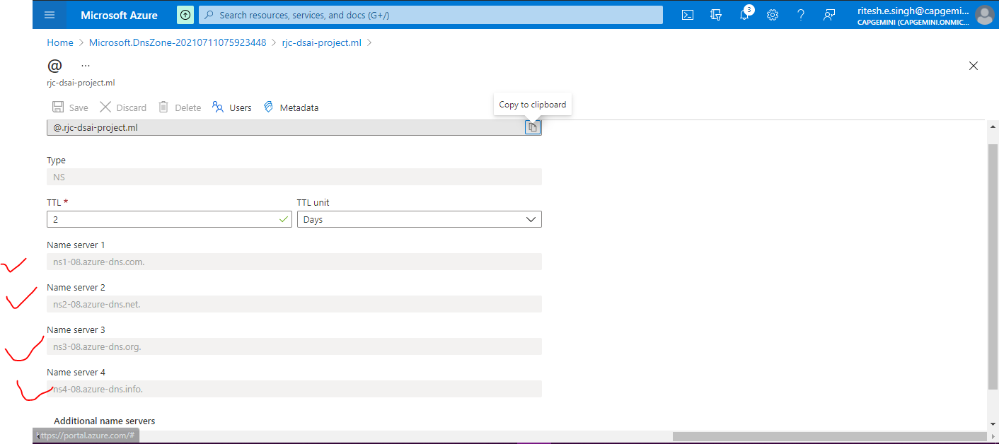 Microsoft Azure
Search resources, services, and docs (G+/)
3
ritesh.e.singh@capgemi...
CAPGEMINI (CAPGEMINI.ONMIC...
Home > Microsoft.DnsZone-20210711075923448 > rjc-dsai-project.ml >
@ ...
rjc-dsai-project.ml
Save Discard Delete Users Metadata
Copy to clipboard
@.rjc-dsai-project.ml
Type
NS
TTL * TTL unit
2 Days
Name server 1
ns1-08.azure-dns.com.
Name server 2
ns2-08.azure-dns.net.
Name server 3
ns3-08.azure-dns.org.
Name server 4
ns4-08.azure-dns.info.
Additional name servers
https://portal.azure.com/#